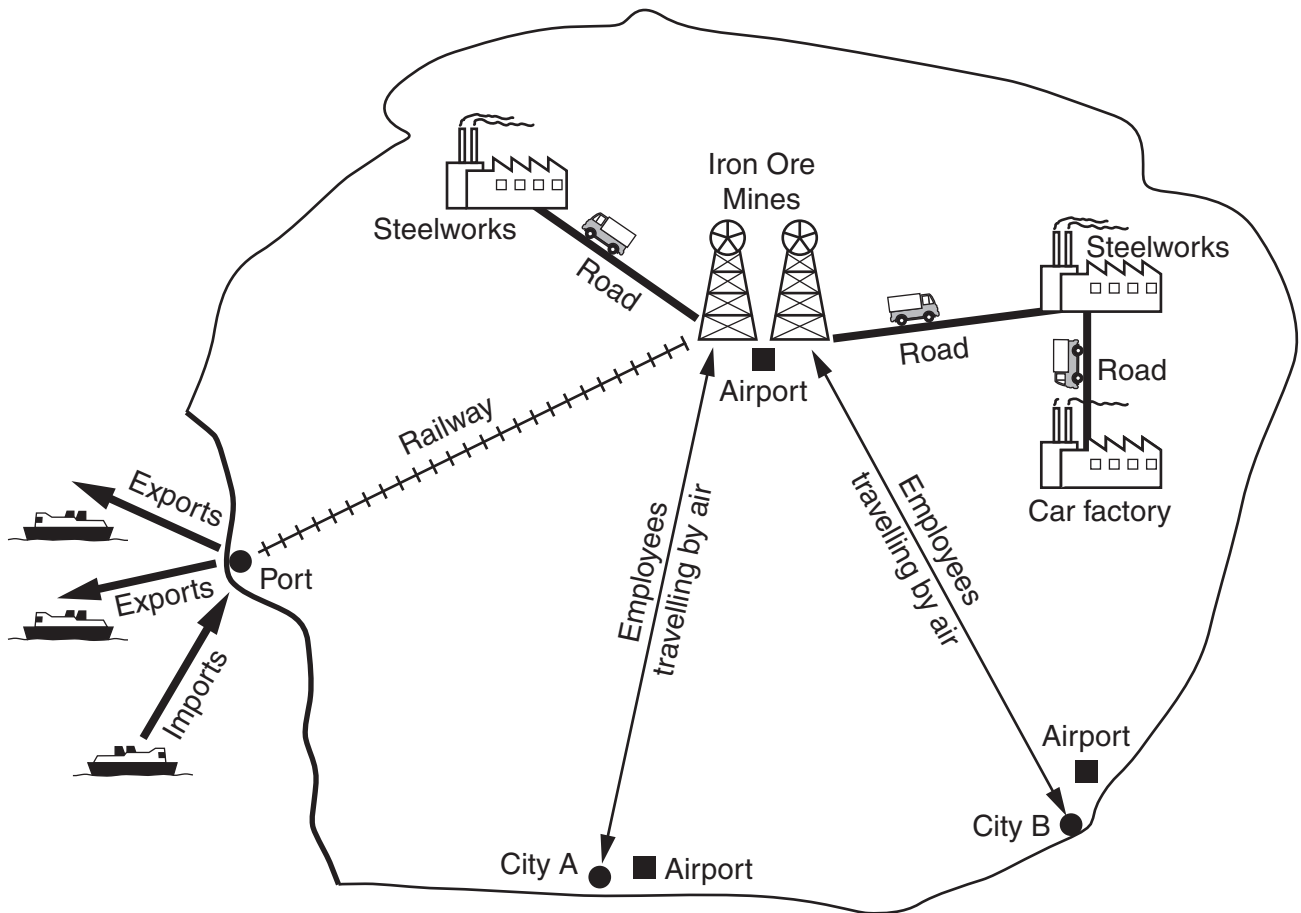 Iron Ore
Mines
Steelworks
Steelworks
Road
Road
Airport
Road
Railway
Car factory
Exports
Employees
travelling by air
Employees
travelling by air
Port
Exports
Imports
Airport
City B
City A
Airport